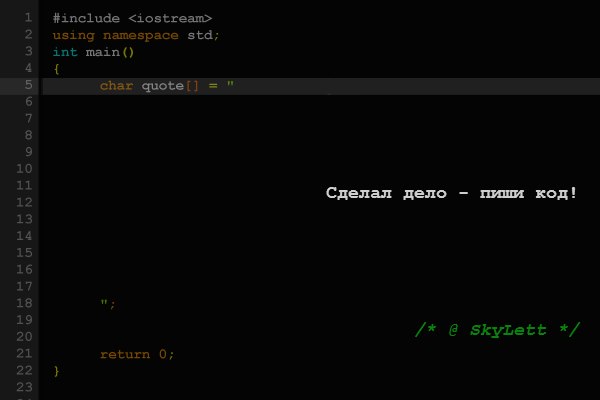 1 #include <iostream>
2 using namespace std;
3 int main()
4 {
5 char quote[] = "
6
7
8
9
10
11 Сделал дело - пиши код!
12
13
14
15
16
17
18 ";
19
20 /* @ SkyLett */
21 return 0;
22 }
23